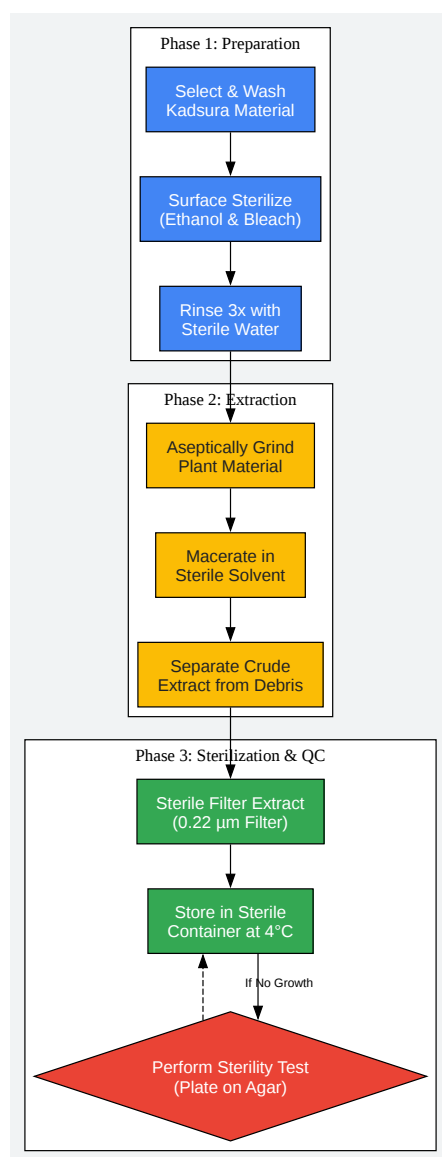 Phase 1: Preparation
Select & Wash
Kadsura Material
Surface Sterilize
(Ethanol & Bleach)
Rinse 3x with
Sterile Water
Phase 2: Extraction
Aseptically Grind
Plant Material
Macerate in
Sterile Solvent
Separate Crude
Extract from Debris
Phase 3: Sterilization & QC
Sterile Filter Extract
(0.22 µm Filter)
Store in Sterile
Container at 4°C
If No Growth
Perform Sterility Test
(Plate on Agar)